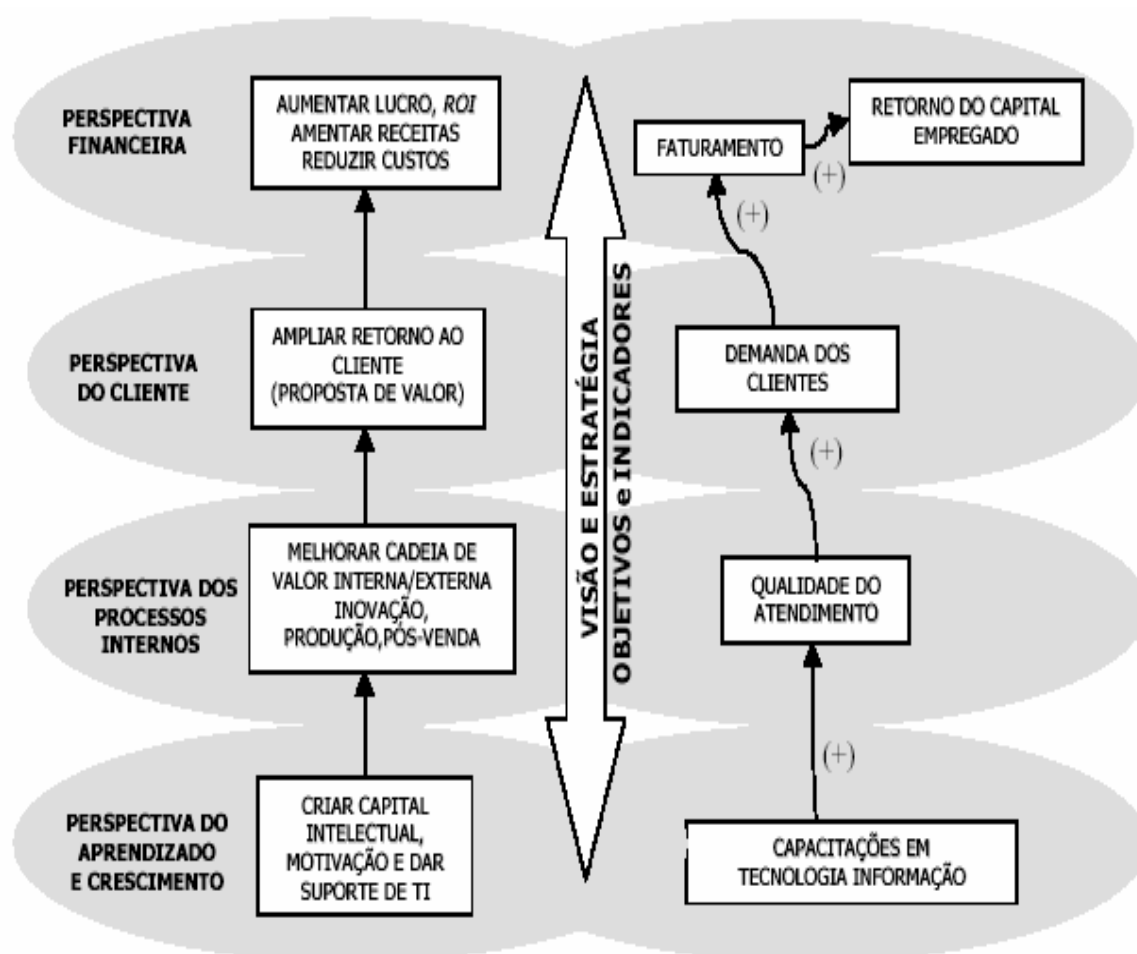 PERSPECTIVA
FINANCEIRA
AUMENTAR LUCRO, ROI
AMENTAR RECEITAS
REDUZIR CUSTOS
FATURAMENTO
(+)
RETORNO DO CAPITAL
EMPREGADO
(+)
PERSPECTIVA
DO CLIENTE
AMPLIAR RETORNO AO
CLIENTE
(PROPOSTA DE VALOR)
VISÃO E ESTRATÉGIA
OBJETIVOS e INDICADORES
DEMANDA DOS
CLIENTES
(+)
PERSPECTIVA DOS
PROCESSOS
INTERNOS
MELHORAR CADEIA DE
VALOR INTERNA/EXTERNA
INOVAÇÃO,
PRODUÇÃO,PÓS-VENDA
QUALIDADE DO
ATENDIMENTO
(+)
PERSPECTIVA DO
APRENDIZADO
E CRESCIMENTO
CRIAR CAPITAL
INTELECTUAL,
MOTIVAÇÃO E DAR
SUPORTE DE TI
CAPACITAÇÕES EM
TECNOLOGIA INFORMAÇÃO